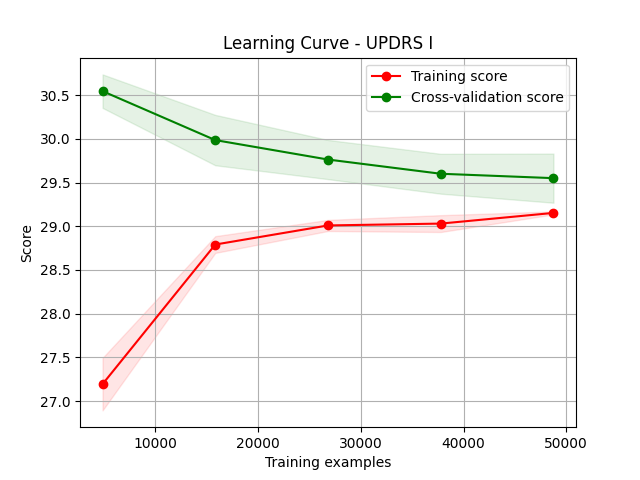 Learning Curve - UPDRS I
Training score
Cross-validation score
Score
30.5
30.0
29.5
29.0
28.5
28.0
27.5
27.0
10000 20000 30000 40000 50000
Training examples